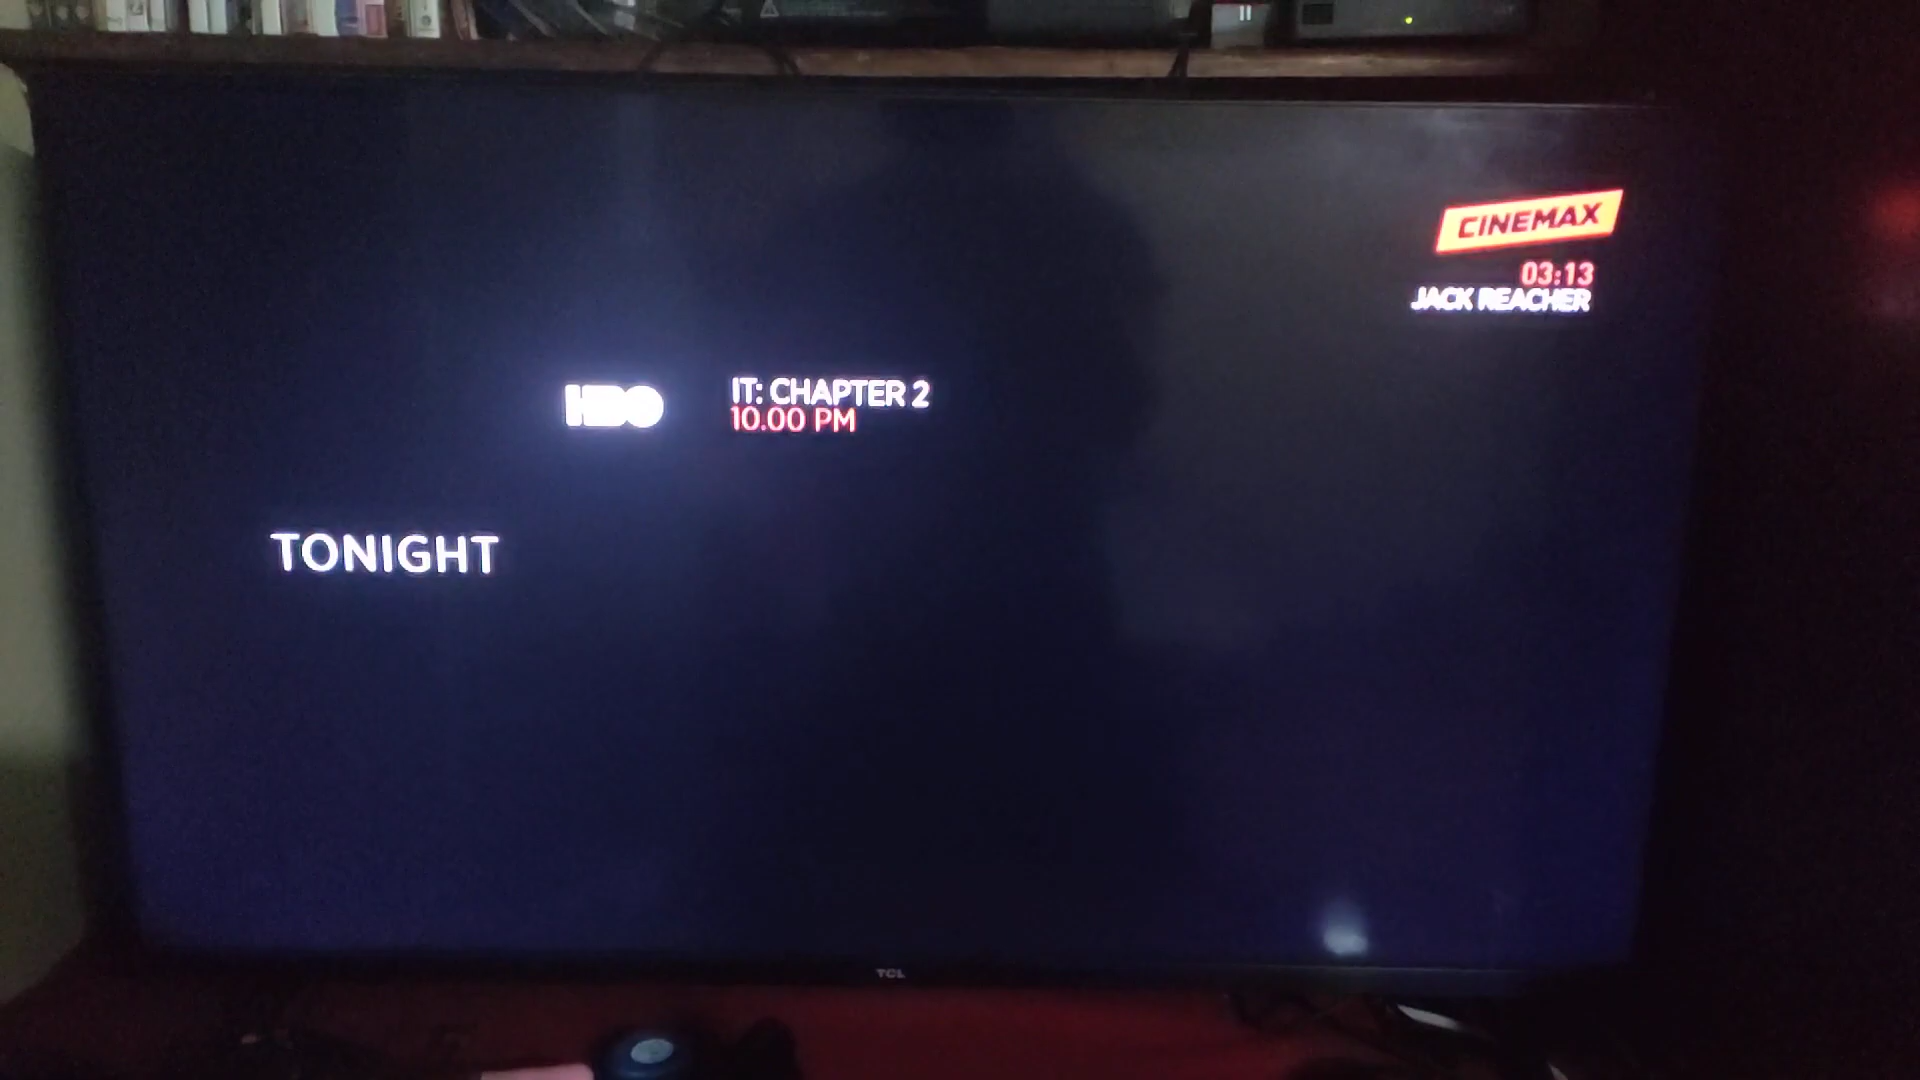 CINEMAX
03:13
JACK REACHER
HBO
IT: CHAPTER 2
10.00 PM
TONIGHT
TCL